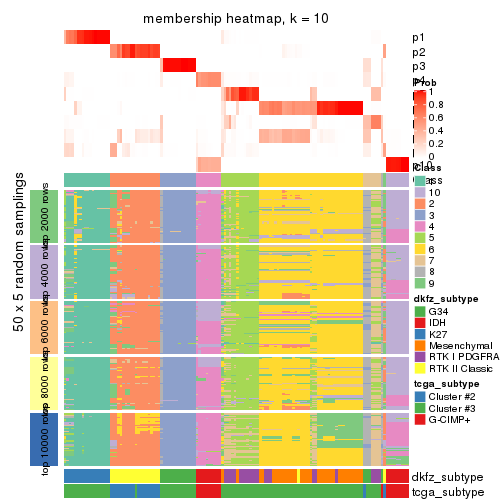 membership heatmap, k = 10
p1
p2
p3
p4
Prob
1
0.8
0.6
0.4
0.2
0
p10
Class
Class
1
10
2
3
4
5
6
7
8
9
dkfz_subtype
G34
IDH
K27
Mesenchymal
RTK I PDGFRA
RTK II Classic
tcga_subtype
Cluster #2
Cluster #3
G-CIMP+
50 x 5 random samplings
top 2000 rows
top 4000 rows
top 6000 rows
top 8000 rows
top 10000 rows
dkfz_subtype
tcga_subtype